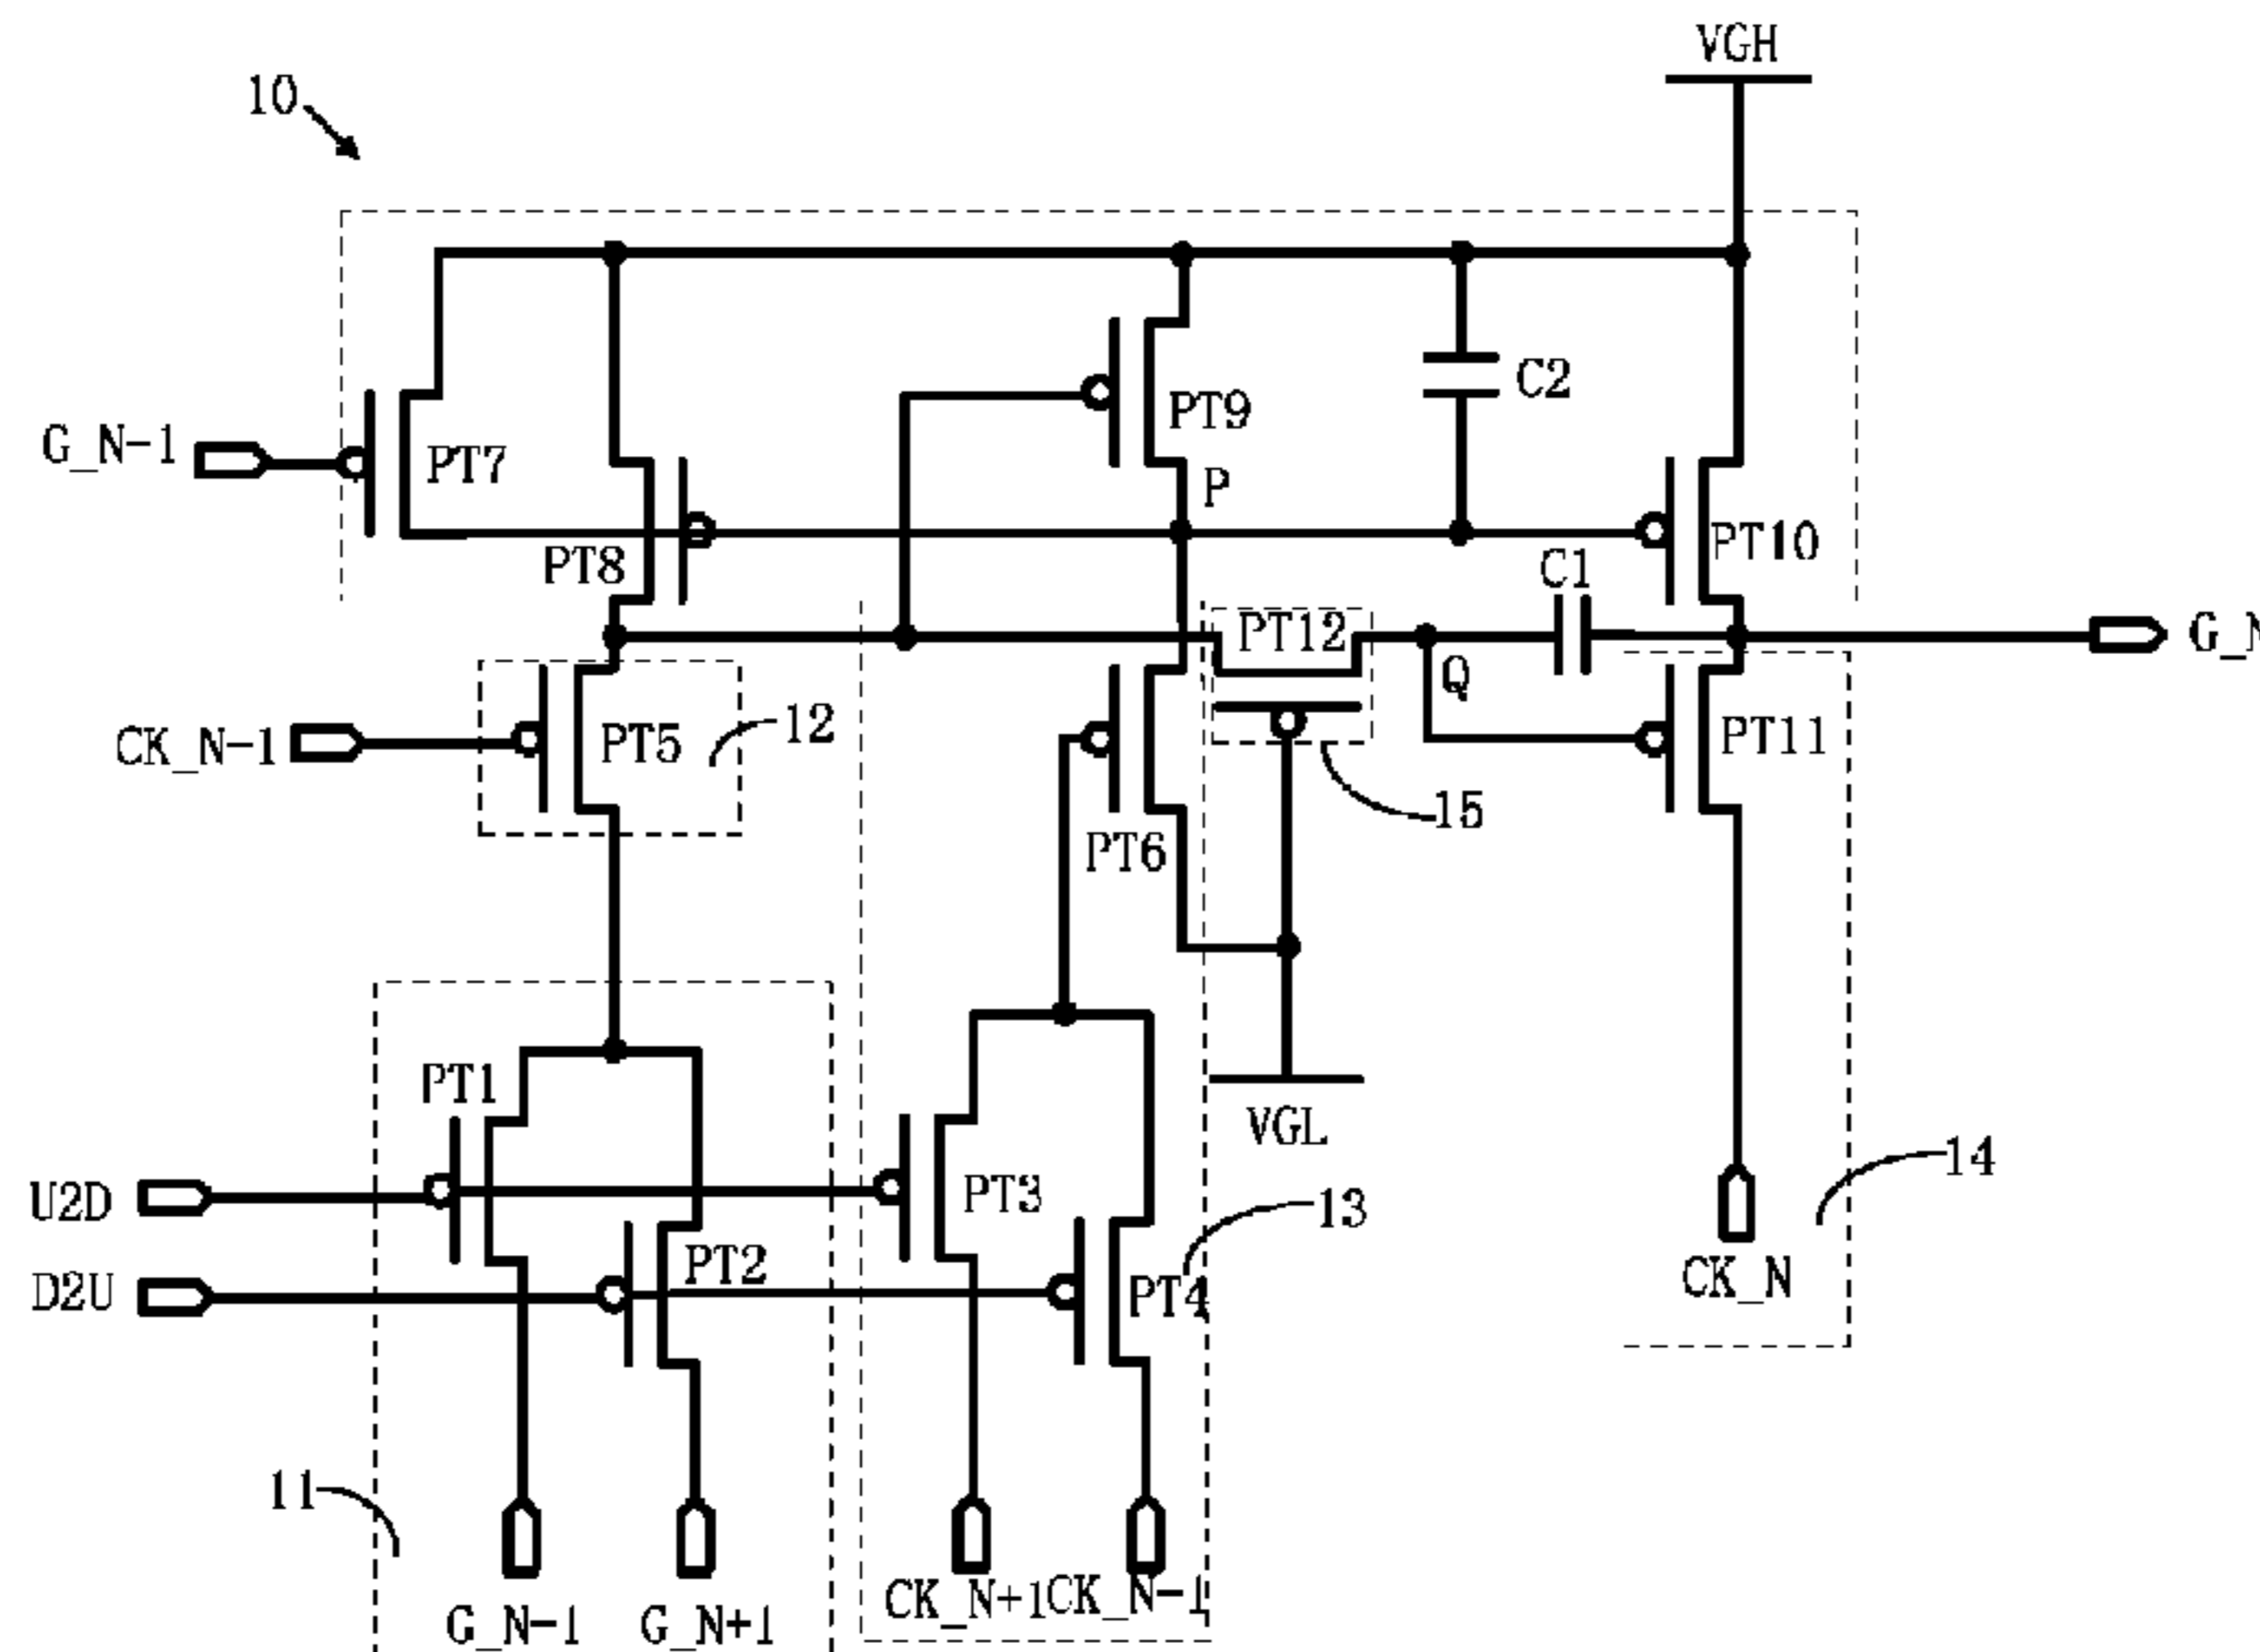 VGH
10
C2
PT9
G_N-1
PT7
P
PT10
PT8
C1
PT12
G_N
Q
CK_N-1
PT5
12
PT11
15
PT6
PT1
VGL
14
U2D
PT3
13
PT2
D2U
PT4
CK_N
11
CK_N+1
CK_N-1
G_N-1
G_N+1